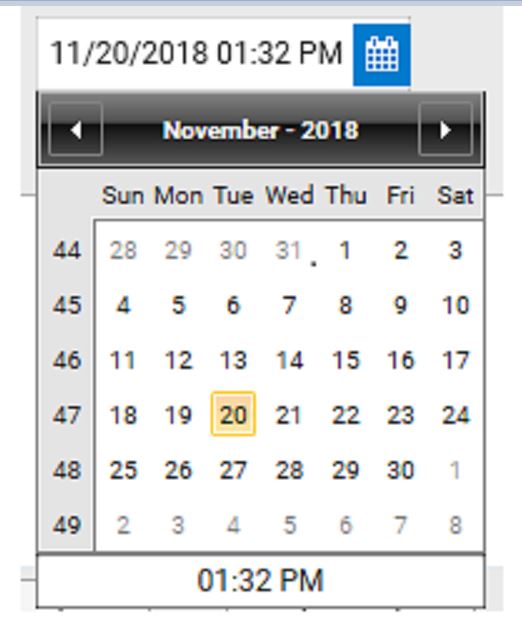 11/20/2018 01:32 PM
November - 2018
Sun Mon Tue Wed Thu Fri Sat
44 28 29 30 31 1 2 3
45 4 5 6 7 8 9 10
46 11 12 13 14 15 16 17
47 18 19 20 21 22 23 24
48 25 26 27 28 29 30 1
49 2 3 4 5 6 7 8
01:32 PM